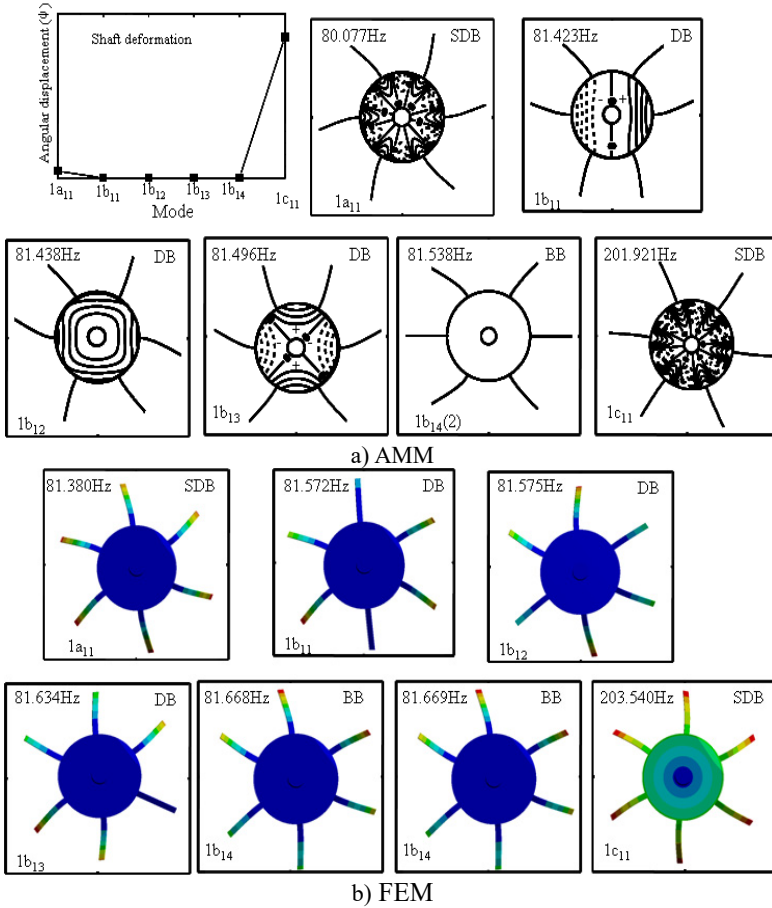 Angular displacement (Ψ)
Shaft deformation
1a11 1b11 1b12 1b13 1b14 1c11
Mode
80.077Hz SDB
1a11
81.423Hz DB
- +
1b11
81.438Hz DB
1b12
81.496Hz DB
+
- -
+
1b13
81.538Hz BB
1b14(2)
201.921Hz SDB
1c11
a) AMM
81.380Hz SDB
1a11
81.572Hz DB
1b11
81.575Hz DB
1b12
81.634Hz DB
1b13
81.668Hz BB
1b14
81.669Hz BB
1b14
203.540Hz SDB
1c11
b) FEM